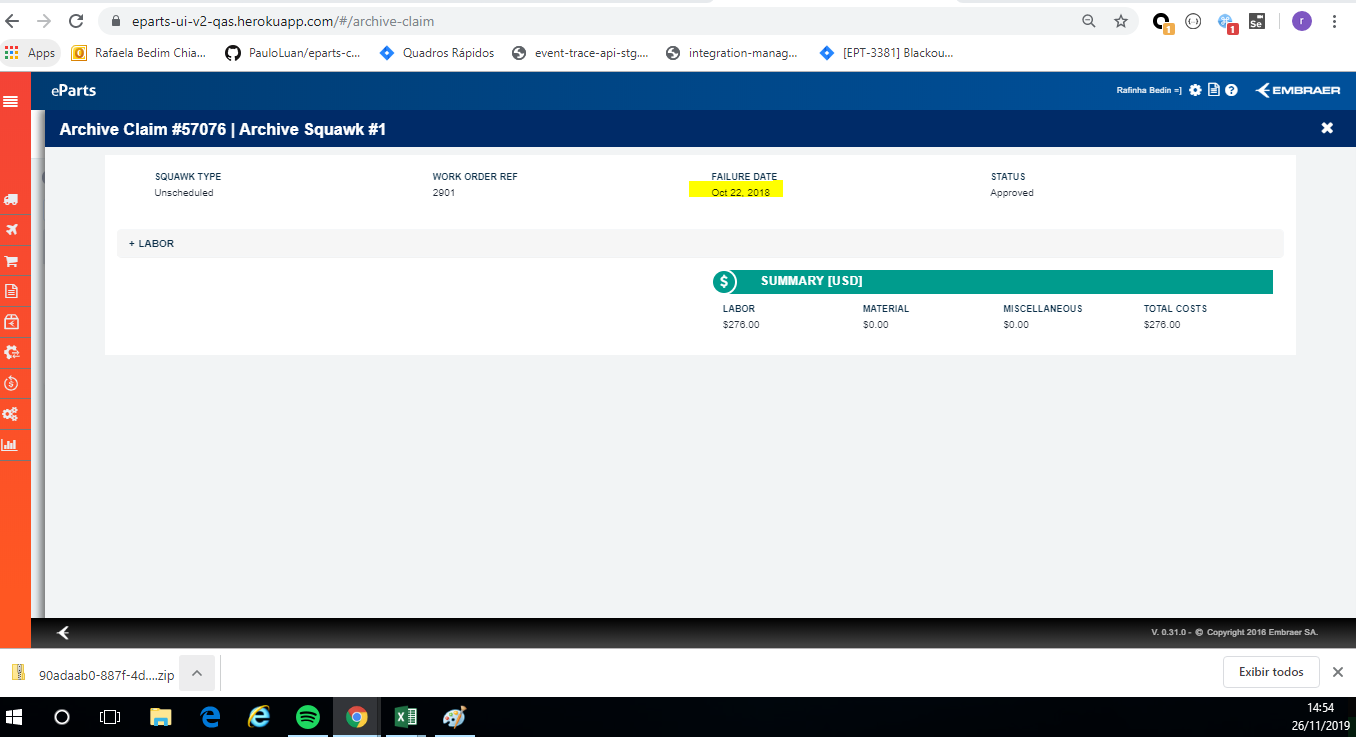 eparts-ui-v2-qas.herokuapp.com/#/archive-claim
1
1
Se
r
Apps
Rafaela Bedim Chia...
PauloLuan/eparts-c...
Quadros Rápidos
event-trace-api-stg....
integration-manag...
[EPT-3381] Blackou...
eParts
Rafinha Bedin =]
EMBRAER
Archive Claim #57076 | Archive Squawk #1
SQUAWK TYPE WORK ORDER REF FAILURE DATE STATUS
Unscheduled 2901 Oct 22, 2018 Approved
+ LABOR
$ SUMMARY [USD]
LABOR MATERIAL MISCELLANEOUS TOTAL COSTS
$276.00 $0.00 $0.00 $276.00
V. 0.31.0 - © Copyright 2016 Embraer SA.
90adaab0-887f-4d....zip
Exibir todos
14:54
26/11/2019